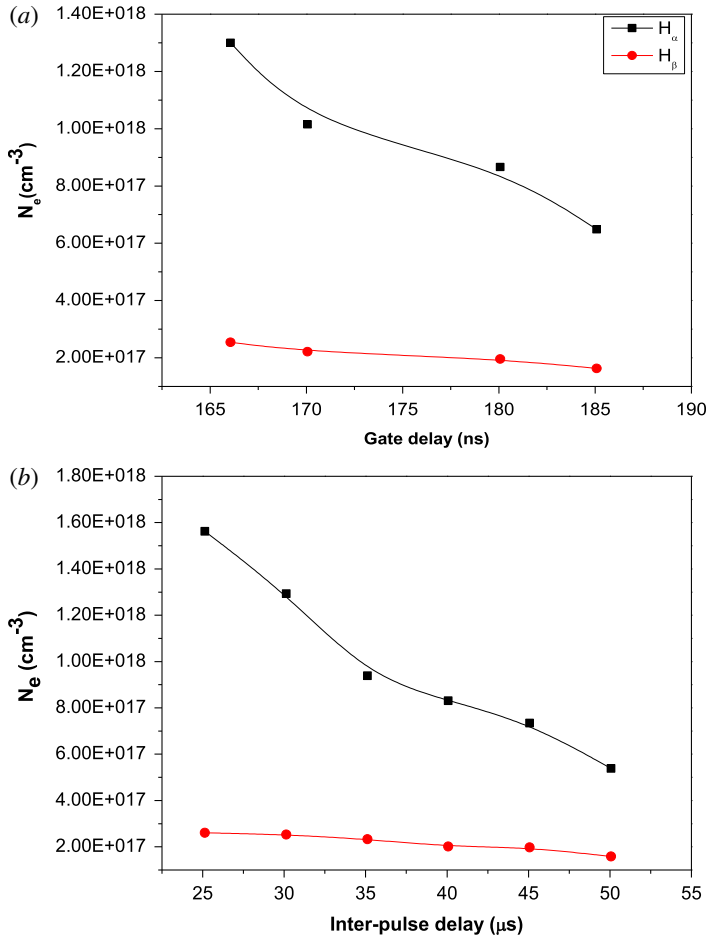 (a)
1.40E+018
1.20E+018
1.00E+018
8.00E+017
6.00E+017
4.00E+017
2.00E+017
Nₑ(cm⁻³)
H_α
H_β
165 170 175 180 185 190
Gate delay (ns)
(b)
1.80E+018
1.60E+018
1.40E+018
1.20E+018
1.00E+018
8.00E+017
6.00E+017
4.00E+017
2.00E+017
Nₑ (cm⁻³)
25 30 35 40 45 50 55
Inter-pulse delay (μs)